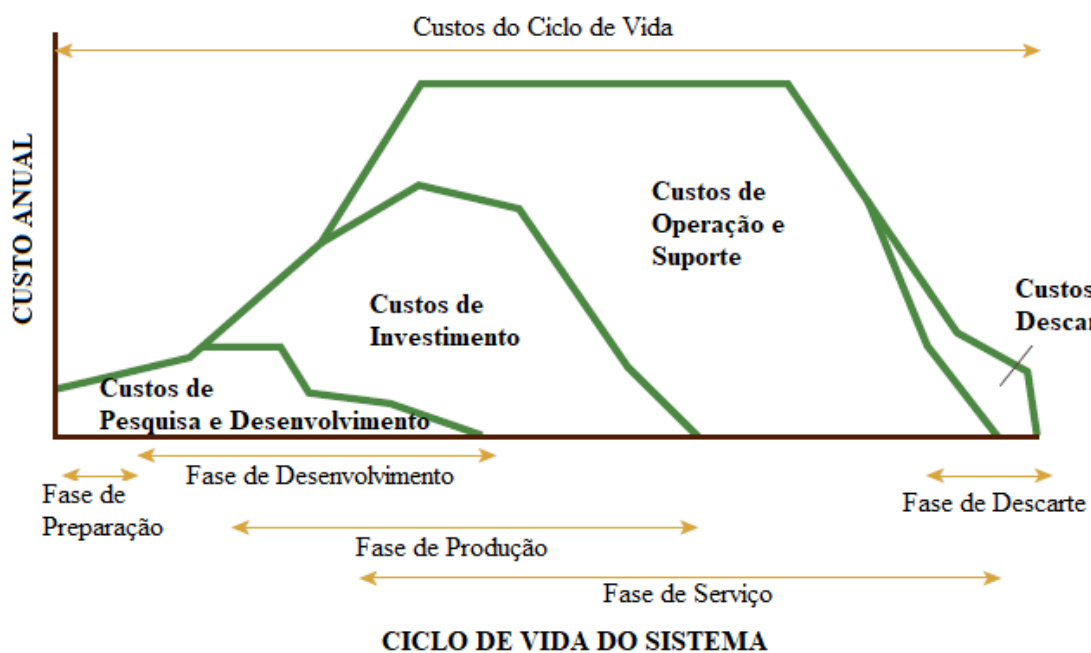 Custos do Ciclo de Vida
CUSTO ANUAL
Custos de
Operação e
Suporte
Custos
Custos de
Investimento
Custos de
Pesquisa e Desenvolvimento
Fase de Desenvolvimento
Fase de
Preparação
Fase de Descarte
Fase de Produção
Fase de Serviço
CICLO DE VIDA DO SISTEMA